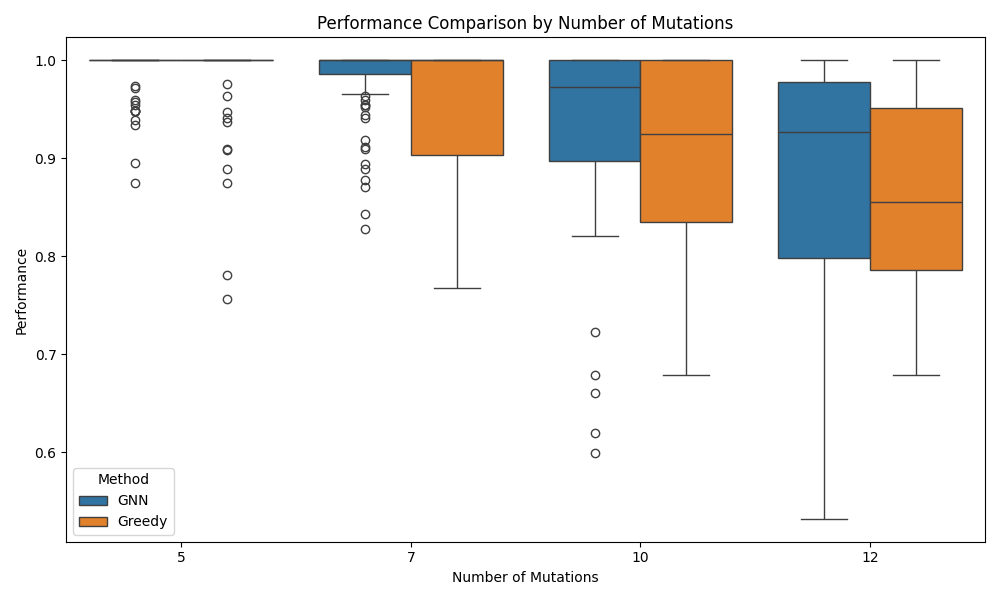 Performance Comparison by Number of Mutations
1.0
0.9
0.8
0.7
0.6
Performance
Method
GNN
Greedy
5
7
10
12
Number of Mutations